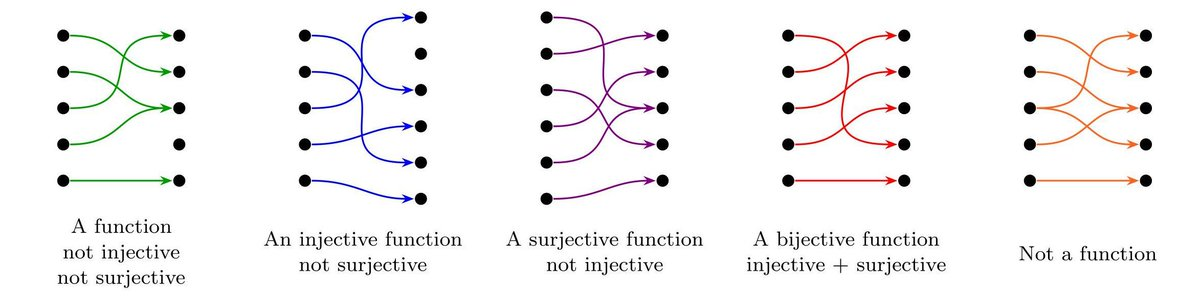 A function
not injective
not surjective
An injective function
not surjective
A surjective function
not injective
A bijective function
injective + surjective
Not a function